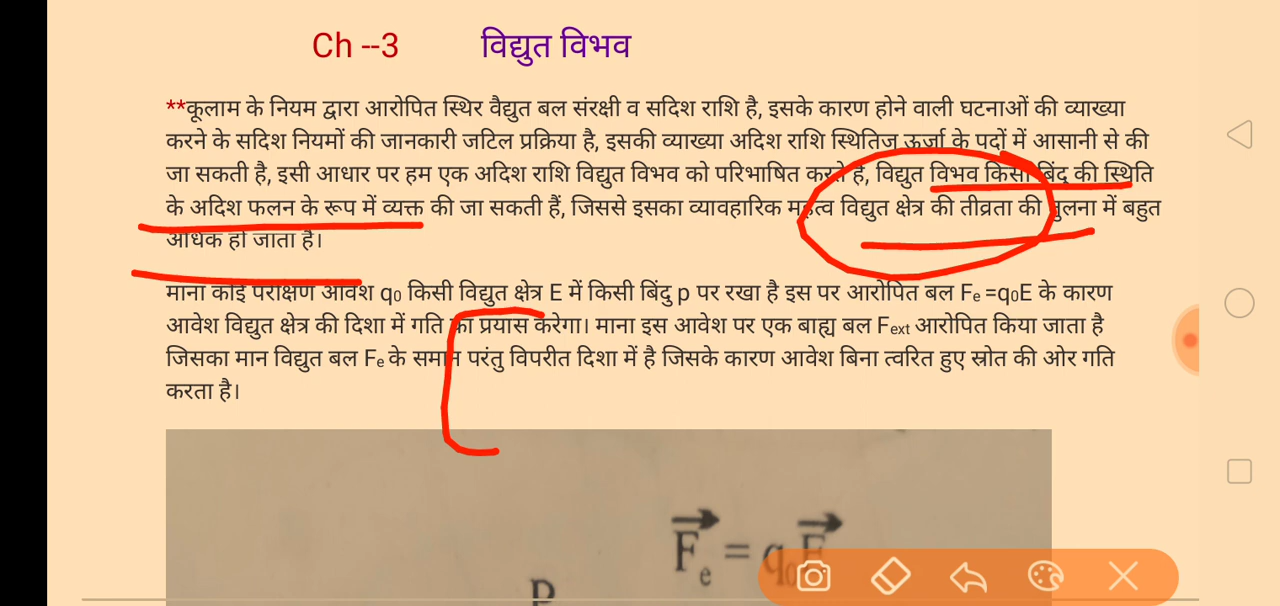 Ch --3 विद्युत विभव
**कूलाम के नियम द्वारा आरोपित स्थिर वैद्युत बल संरक्षी व सदिश राशि है, इसके कारण होने वाली घटनाओं की व्याख्या
करने के सदिश नियमों की जानकारी जटिल प्रक्रिया है, इसकी व्याख्या अदिश राशि स्थितिज ऊर्जा के पदों में आसानी से की
जा सकती है, इसी आधार पर हम एक अदिश राशि विद्युत विभव को परिभाषित करते है, विद्युत विभव किसी बिंदु की स्थिति
के अदिश फलन के रूप में व्यक्त की जा सकती हैं, जिससे इसका व्यावहारिक महत्व विद्युत क्षेत्र की तीव्रता की तुलना में बहुत
अधिक हो जाता है।
माना कोई परीक्षण आवेश q₀ किसी विद्युत क्षेत्र E में किसी बिंदु p पर रखा है इस पर आरोपित बल Fₑ =q₀E के कारण
आवेश विद्युत क्षेत्र की दिशा में गति का प्रयास करेगा। माना इस आवेश पर एक बाह्य बल Fext आरोपित किया जाता है
जिसका मान विद्युत बल Fₑ के समान परंतु विपरीत दिशा में है जिसके कारण आवेश बिना त्वरित हुए स्रोत की ओर गति
करता है।
F⃗ₑ = q₀E⃗
P